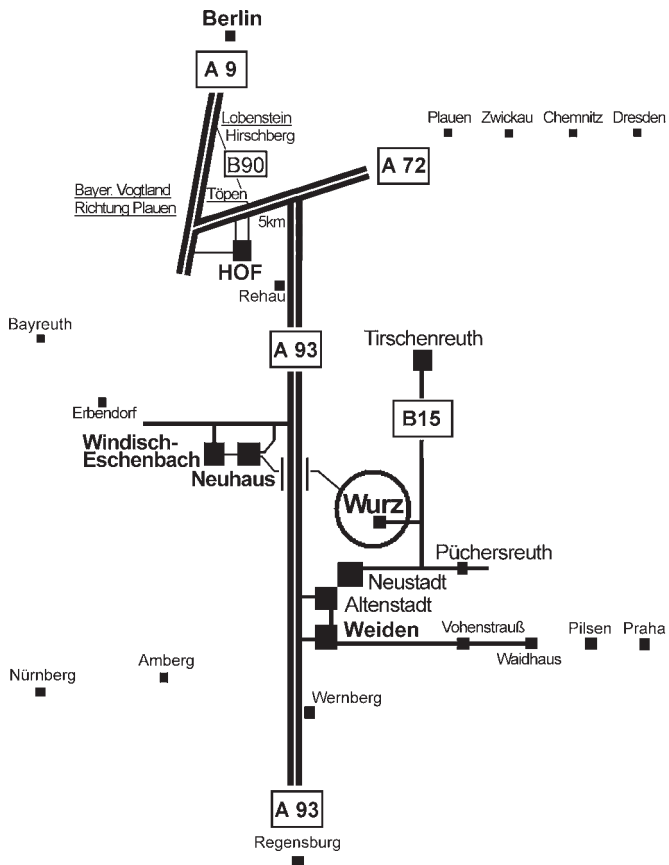 Berlin
A 9
Lobenstein
Hirschberg
Plauen Zwickau Chemnitz Dresden
B90
A 72
Bayer. Vogtland
Richtung Plauen
Töpen
5km
HOF
Rehau
Bayreuth
A 93
Tirschenreuth
Erbendorf
B15
Windisch-
Eschenbach
Neuhaus
Wurz
Püchersreuth
Neustadt
Altenstadt
Weiden
Vohenstrauß
Waidhaus
Pilsen Praha
Amberg
Nürnberg
Wernberg
A 93
Regensburg